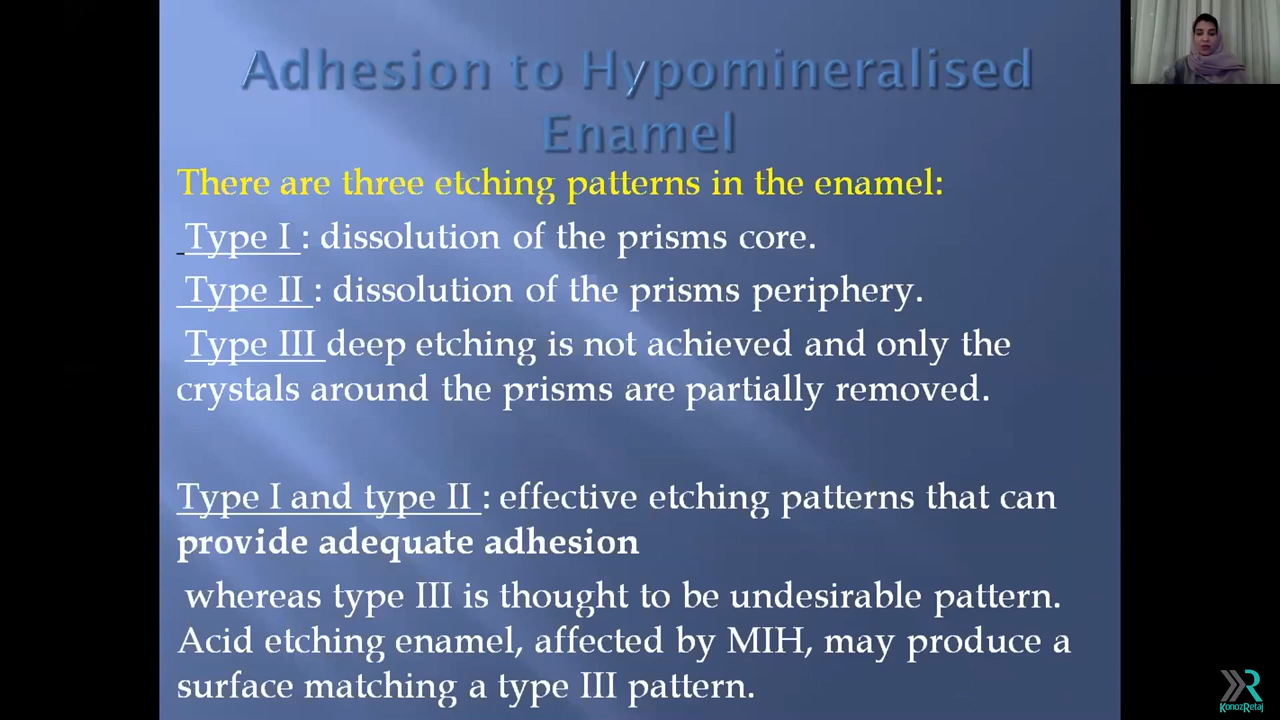 Adhesion to Hypomineralised
Enamel
There are three etching patterns in the enamel:
Type I : dissolution of the prisms core.
Type II : dissolution of the prisms periphery.
Type III deep etching is not achieved and only the
crystals around the prisms are partially removed.
Type I and type II : effective etching patterns that can
provide adequate adhesion
whereas type III is thought to be undesirable pattern.
Acid etching enamel, affected by MIH, may produce a
surface matching a type III pattern.
KonozRetaj